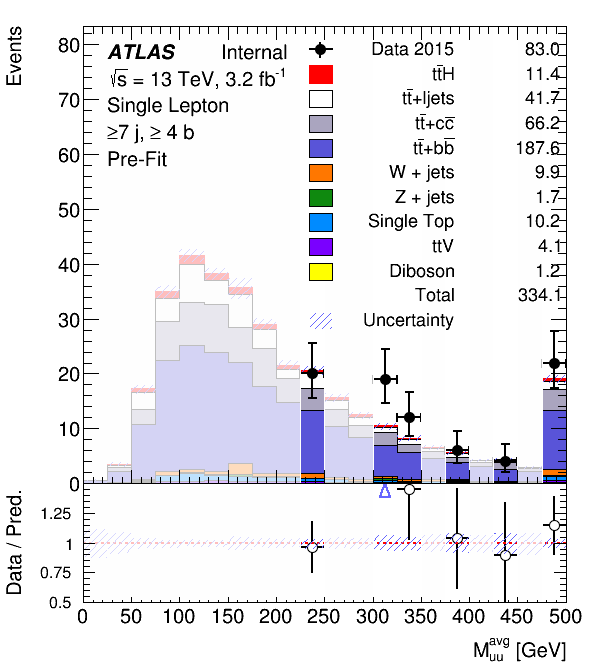 Events
80
70
60
50
40
30
20
10
0
ATLAS Internal
√s = 13 TeV, 3.2 fb⁻¹
Single Lepton
≥7 j, ≥ 4 b
Pre-Fit
Data 2015 83.0
tt̄H 11.4
tt̄+ljets 41.7
tt̄+cc̄ 66.2
tt̄+bb̄ 187.6
W + jets 9.9
Z + jets 1.7
Single Top 10.2
ttV 4.1
Diboson 1.2
Total 334.1
Uncertainty
Data / Pred.
1.25
1
0.75
0.5
0 50 100 150 200 250 300 350 400 450 500
M_uu^avg [GeV]